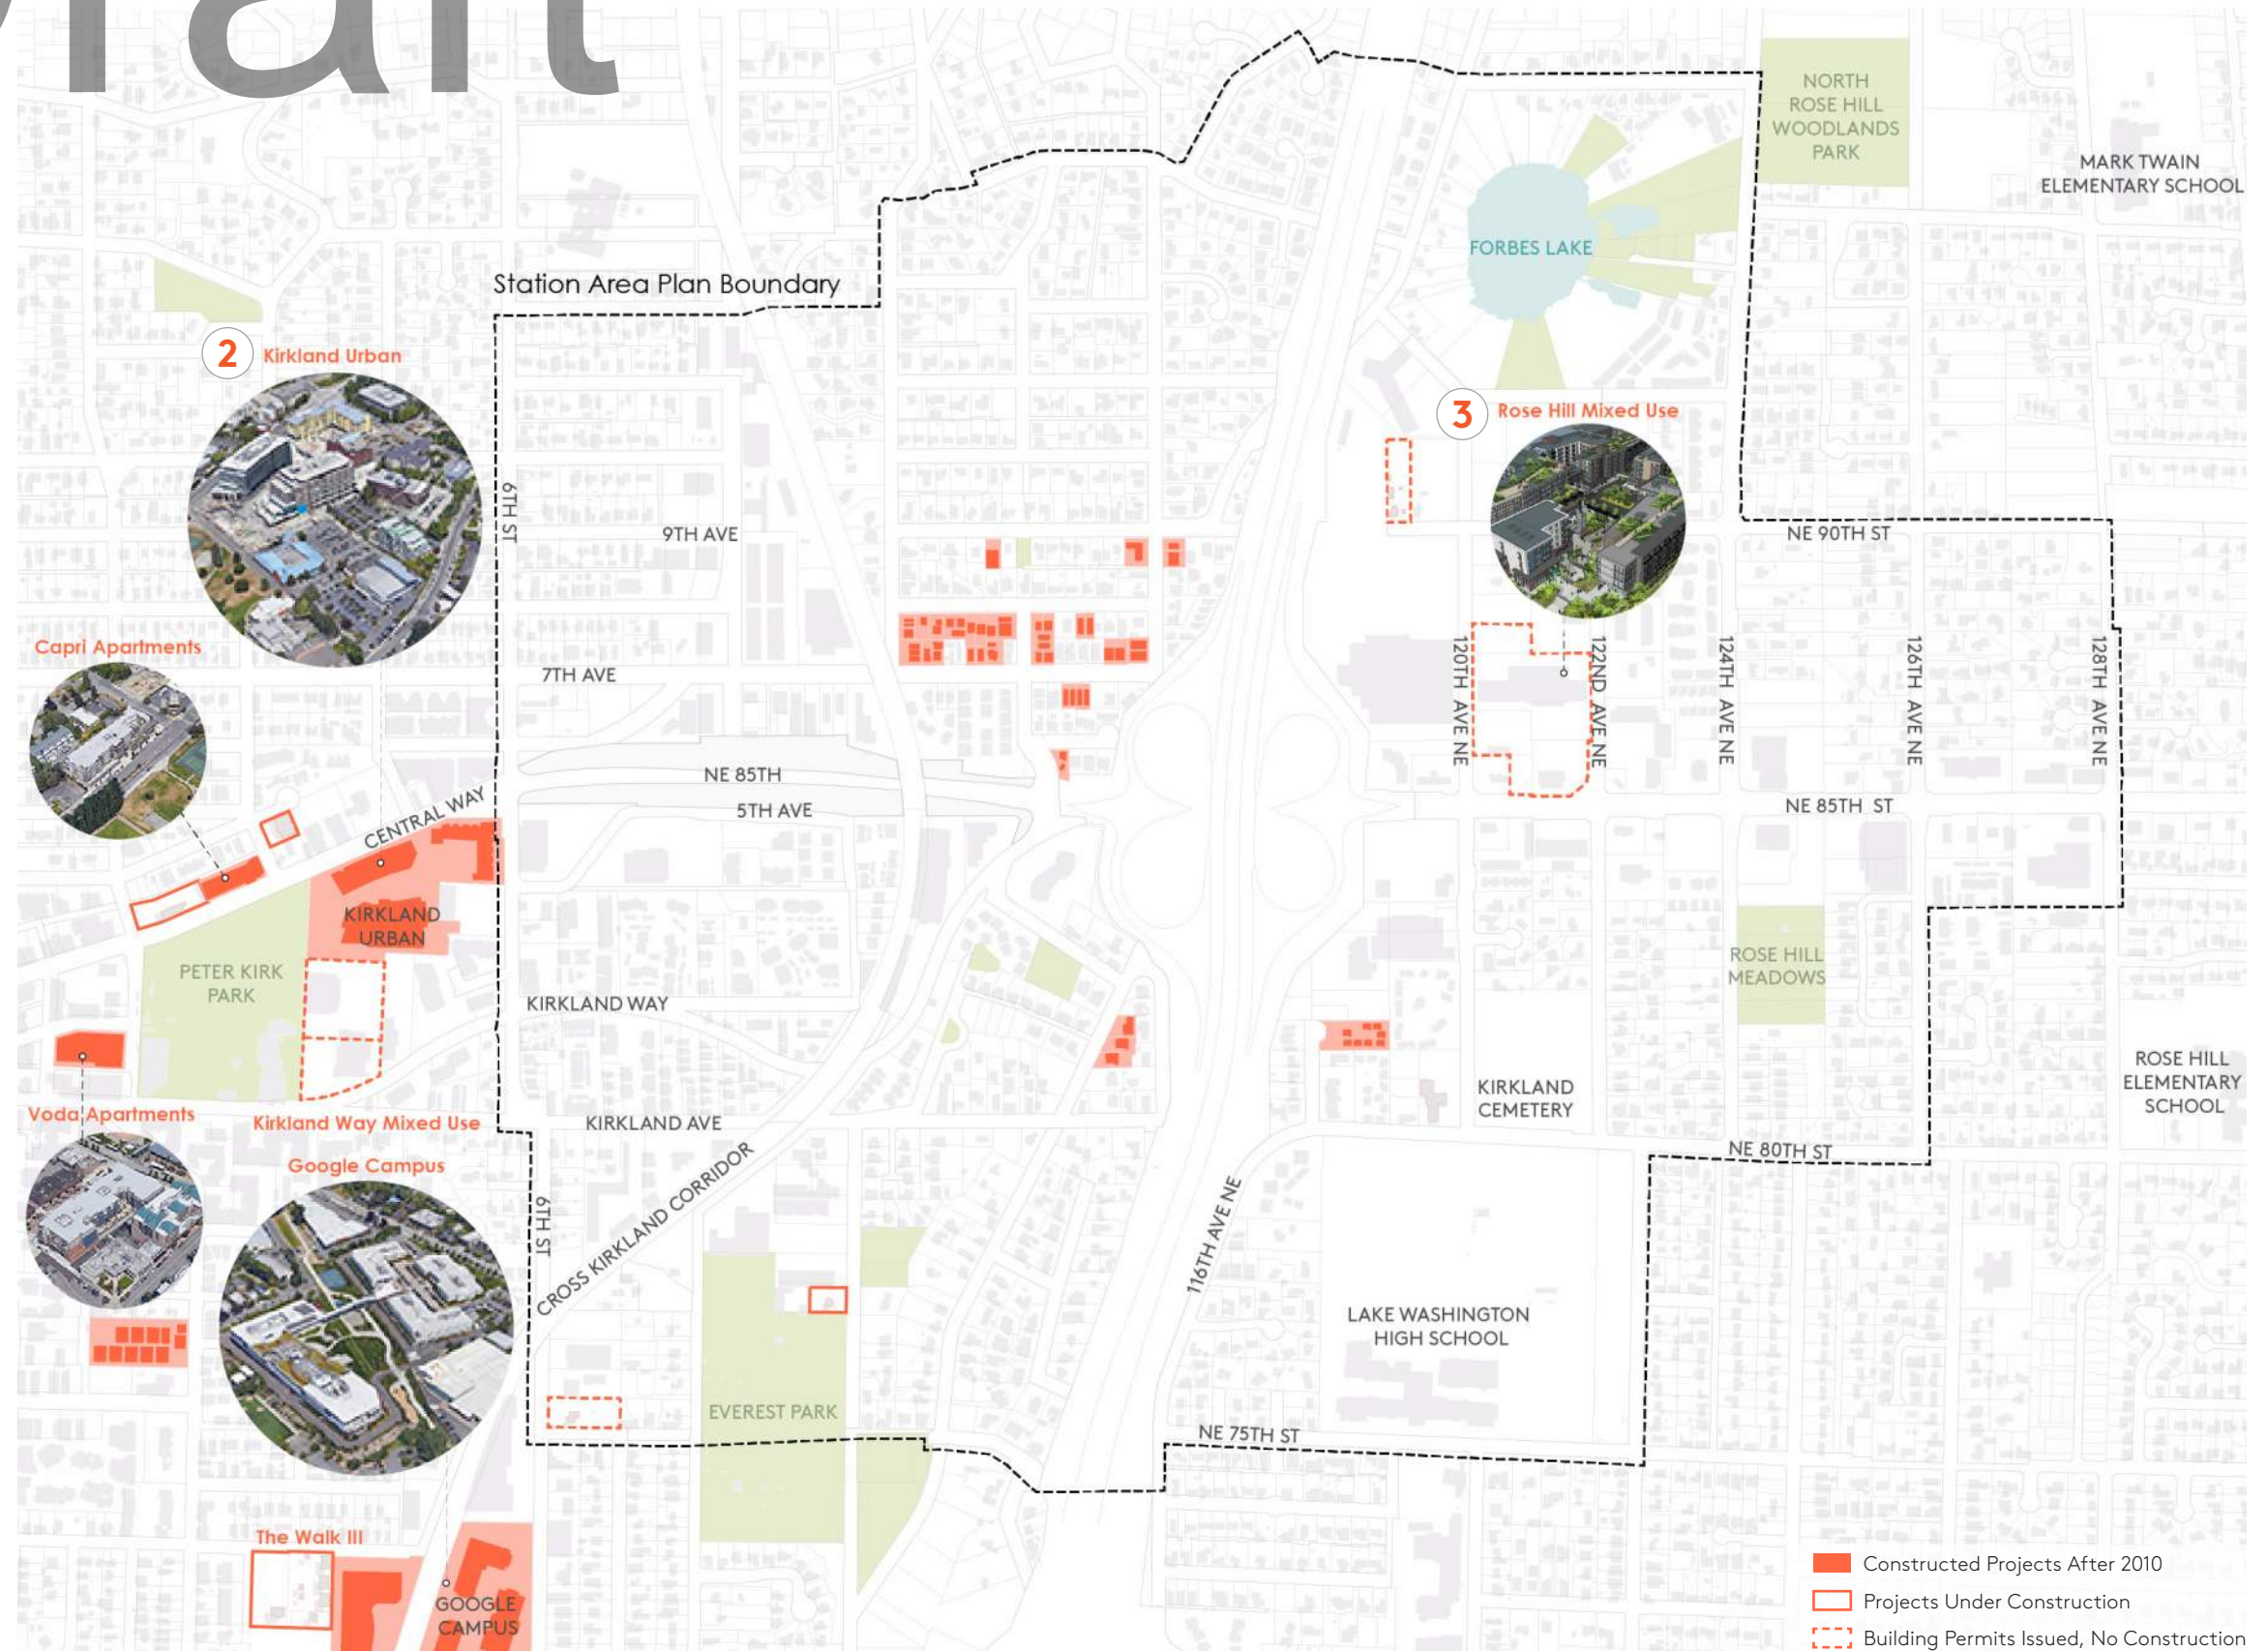 NORTH
ROSE HILL
WOODLANDS
PARK
MARK TWAIN
ELEMENTARY SCHOOL
FORBES LAKE
Station Area Plan Boundary
2 Kirkland Urban
3 Rose Hill Mixed Use
6TH ST
9TH AVE
NE 90TH ST
Capri Apartments
7TH AVE
120TH AVE NE
122ND AVE NE
124TH AVE NE
126TH AVE NE
128TH AVE NE
NE 85TH
5TH AVE
NE 85TH ST
CENTRAL WAY
KIRKLAND
URBAN
PETER KIRK
PARK
ROSE HILL
MEADOWS
KIRKLAND WAY
KIRKLAND
CEMETERY
ROSE HILL
ELEMENTARY
SCHOOL
Voda Apartments
Kirkland Way Mixed Use
KIRKLAND AVE
NE 80TH ST
Google Campus
6TH ST
CROSS KIRKLAND CORRIDOR
116TH AVE NE
LAKE WASHINGTON
HIGH SCHOOL
EVEREST PARK
NE 75TH ST
The Walk III
GOOGLE
CAMPUS
Constructed Projects After 2010
Projects Under Construction
Building Permits Issued, No Construction